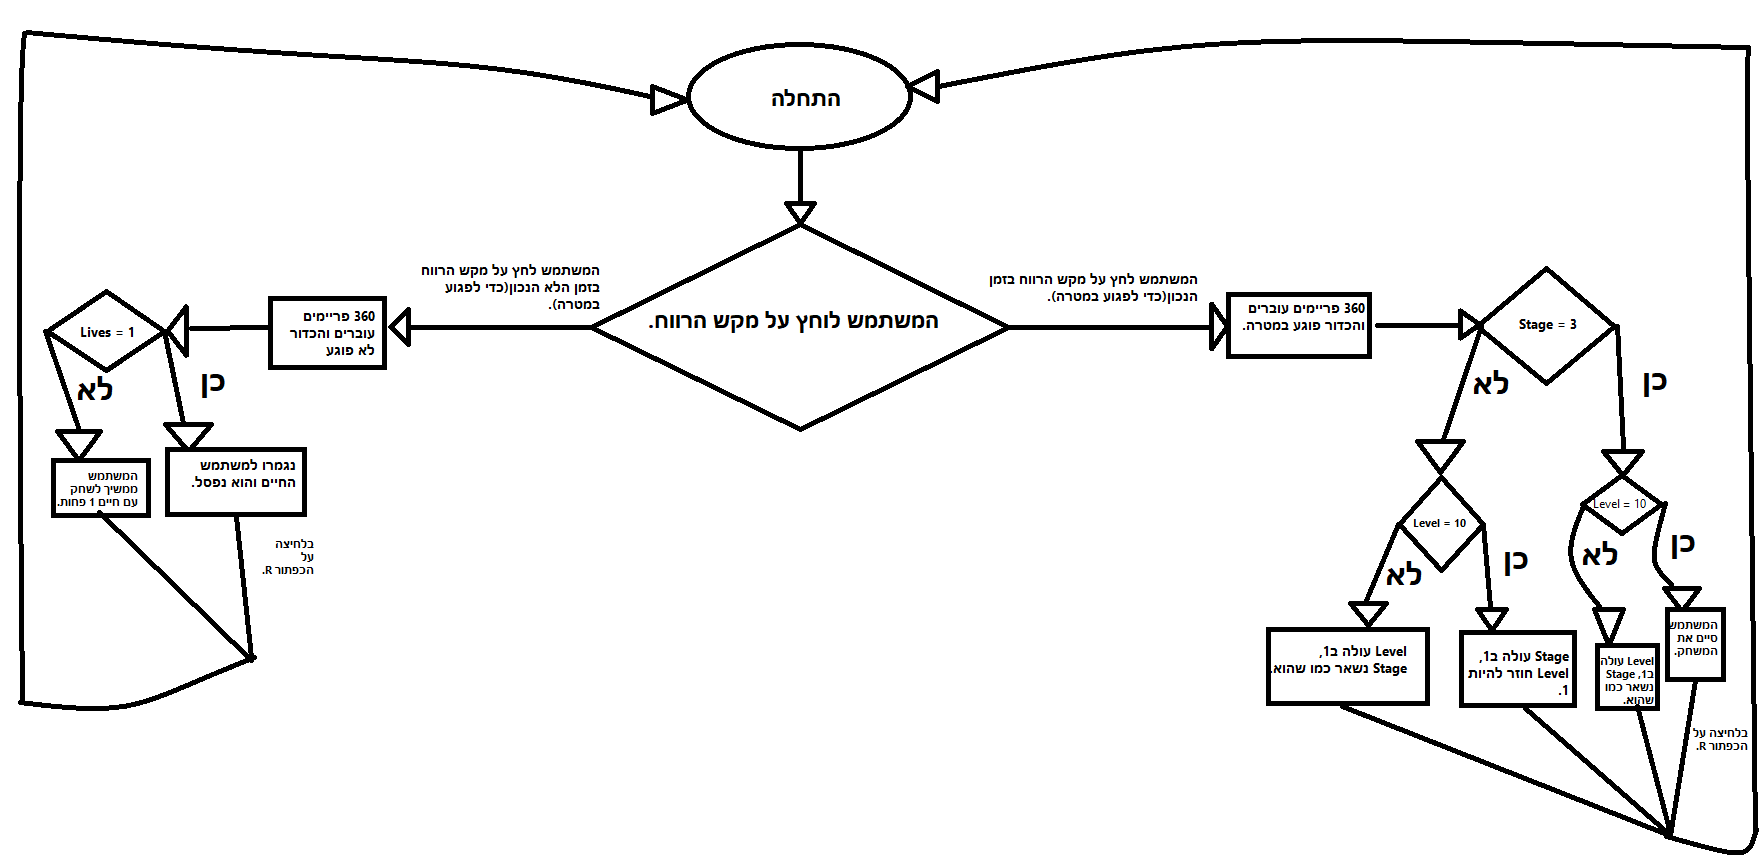 התחלה
המשתמש לוחץ על מקש הרווח.
המשתמש לחץ על מקש הרווח בזמן
הנכון(כדי לפגוע במטרה).
360 פריימים עוברים
והכדור פוגע במטרה.
Stage = 3
כן
לא
Level = 10
כן
לא
המשתמש
סיים את
המשחק.
Level עולה
ב1, Stage
נשאר כמו
שהוא.
בלחיצה על
הכפתור R.
Level = 10
כן
לא
Stage עולה ב1,
Level חוזר להיות
1.
Level עולה ב1,
Stage נשאר כמו שהוא.
המשתמש לחץ על מקש הרווח
בזמן הלא הנכון(כדי לפגוע
במטרה).
360 פריימים
עוברים והכדור
לא פוגע
Lives = 1
כן
לא
נגמרו למשתמש
החיים והוא נפסל.
המשתמש
ממשיך לשחק
עם חיים 1 פחות.
בלחיצה
על
הכפתור R.